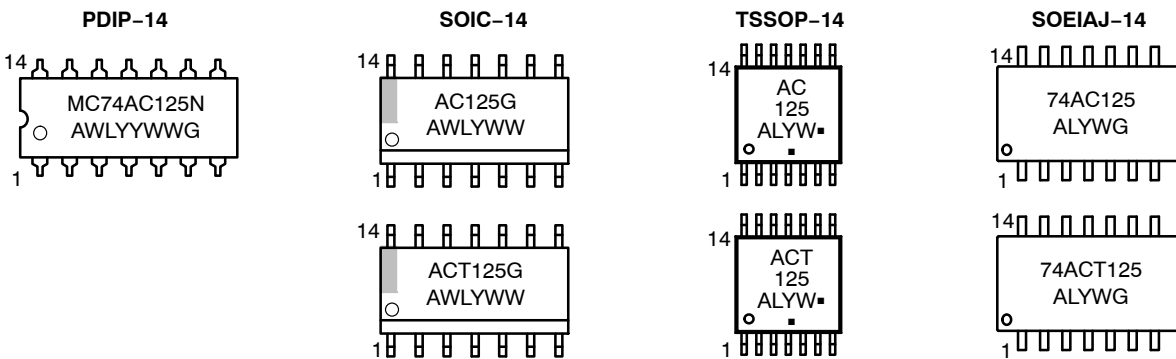 PDIP−14
SOIC−14
TSSOP−14
SOEIAJ−14
14
MC74AC125N
AWLYYWWG
1
14
AC125G
AWLYWW
1
14
AC
125
ALYW▪
▪
1
14
74AC125
ALYWG
1
14
ACT125G
AWLYWW
1
14
ACT
125
ALYW▪
▪
1
14
74ACT125
ALYWG
1